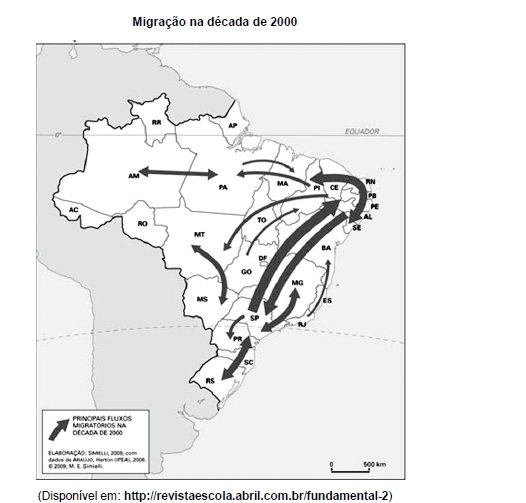 Migração na década de 2000
RR
AP
0°
EQUADOR
AM
PA
MA
CE
RN
PI
PB
PE
AC
TO
AL
RO
SE
MT
BA
DF
GO
MG
MS
ES
SP
RJ
PR
SC
RS
PRINCIPAIS FLUXOS
MIGRATÓRIOS NA
DÉCADA DE 2000
ELABORAÇÃO: SIMIELLI, 2009, com
dados de ARAÚJO, Herton (IPEA), 2006.
© 2009, M. E. Simielli.
0 500 km
(Disponível em: http://revistaescola.abril.com.br/fundamental-2)